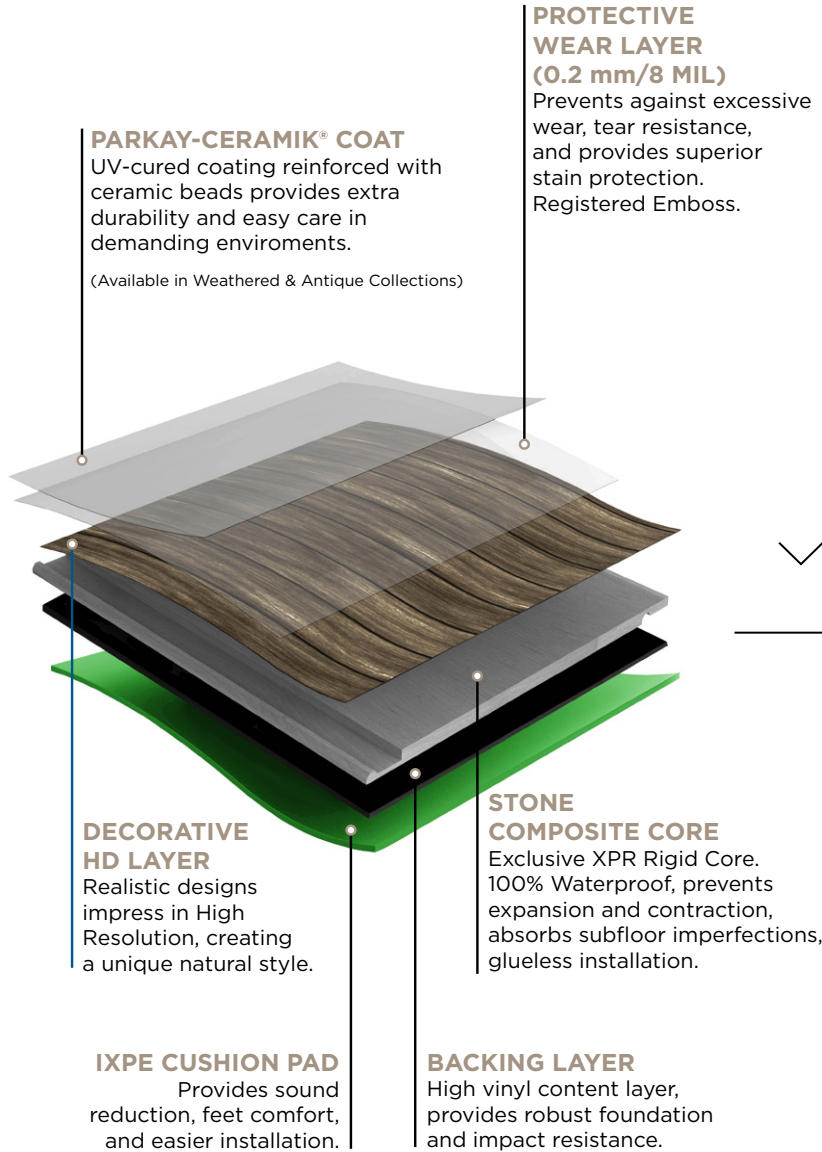 PROTECTIVE
WEAR LAYER
(0.2 mm/8 MIL)
Prevents against excessive
wear, tear resistance,
and provides superior
stain protection.
Registered Emboss.
PARKAY-CERAMIK® COAT
UV-cured coating reinforced with
ceramic beads provides extra
durability and easy care in
demanding enviroments.
(Available in Weathered & Antique Collections)
DECORATIVE
HD LAYER
Realistic designs
impress in High
Resolution, creating
a unique natural style.
STONE
COMPOSITE CORE
Exclusive XPR Rigid Core.
100% Waterproof, prevents
expansion and contraction,
absorbs subfloor imperfections,
glueless installation.
IXPE CUSHION PAD
Provides sound
reduction, feet comfort,
and easier installation.
BACKING LAYER
High vinyl content layer,
provides robust foundation
and impact resistance.